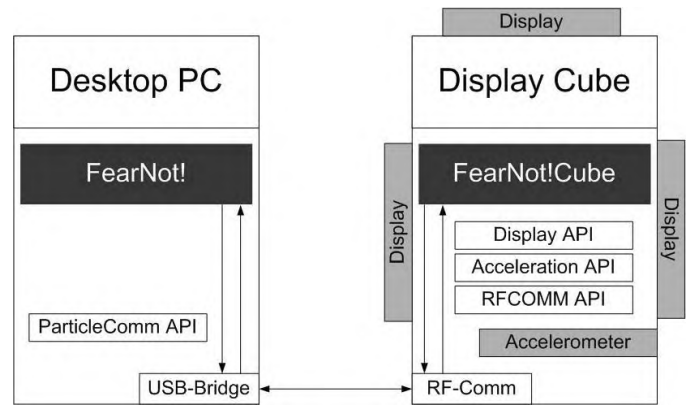 Display
Desktop PC
Display Cube
FearNot!
FearNot!Cube
Display
Display
Display API
Acceleration API
RFCOMM API
ParticleComm API
Accelerometer
USB-Bridge
RF-Comm